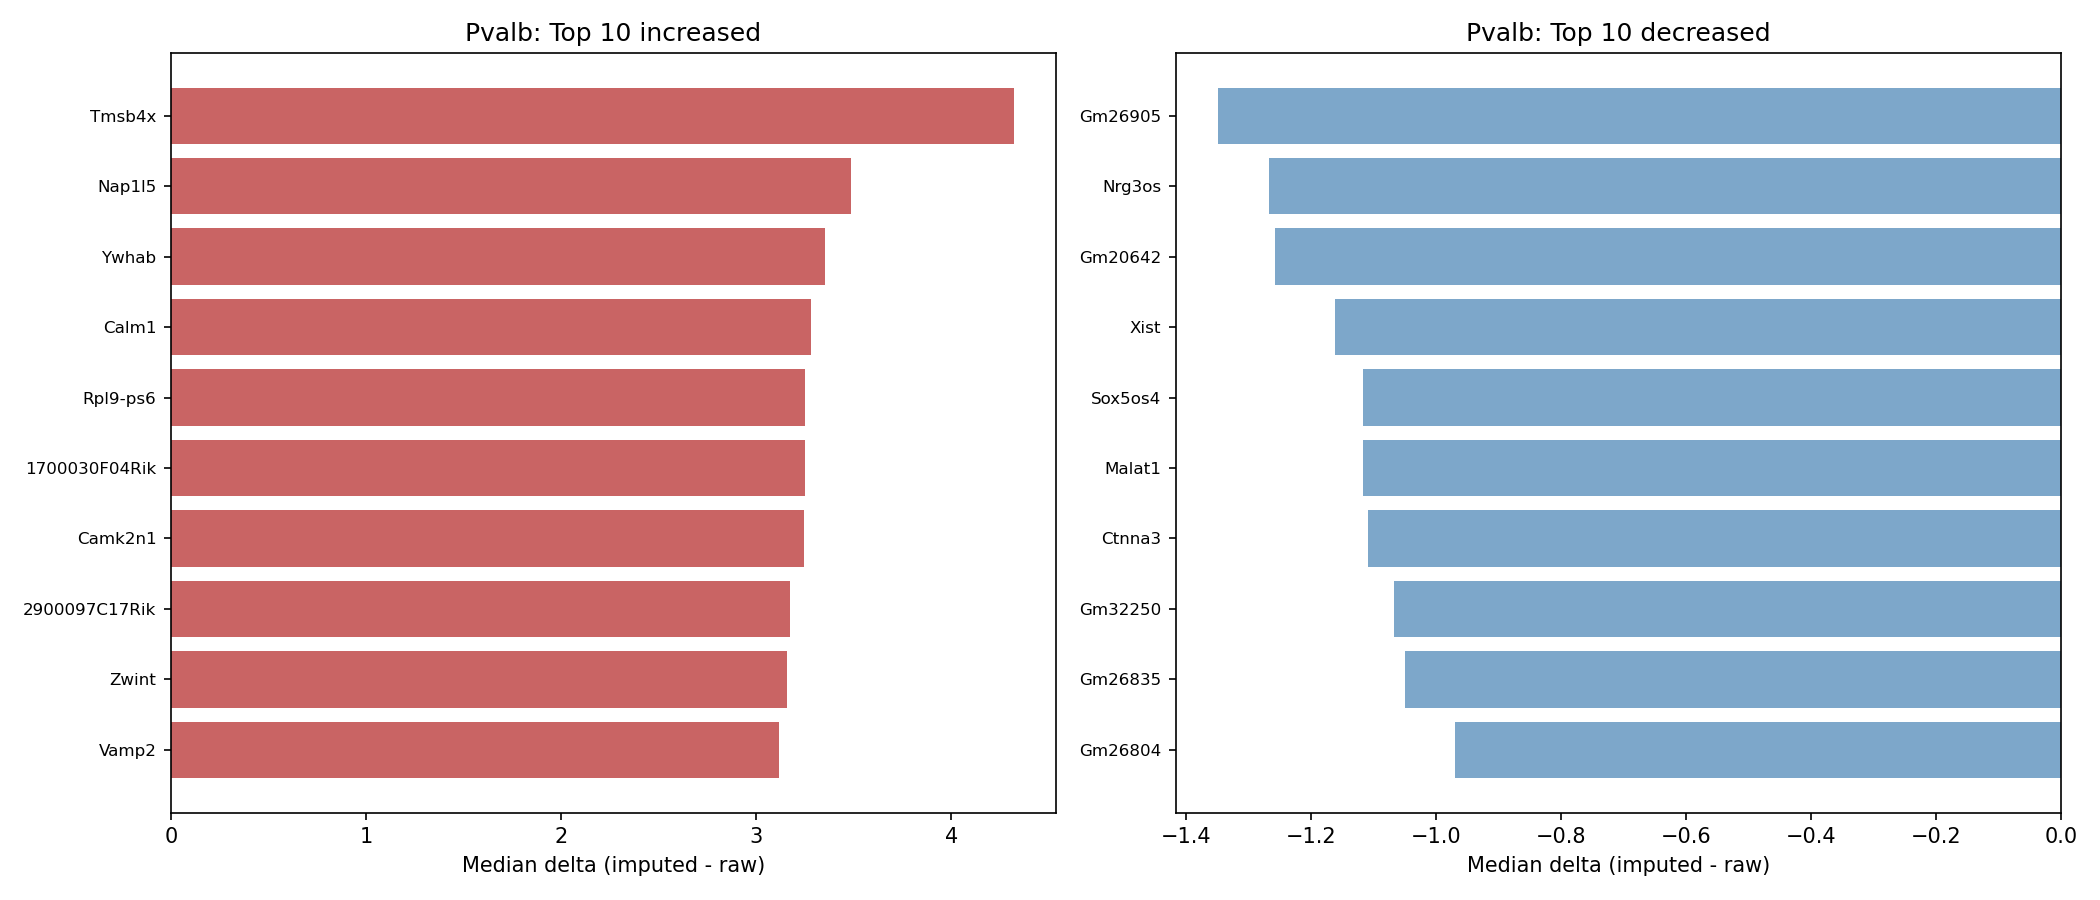 Pvalb: Top 10 increased
Tmsb4x
Nap1l5
Ywhab
Calm1
Rpl9-ps6
1700030F04Rik
Camk2n1
2900097C17Rik
Zwint
Vamp2
0 1 2 3 4
Median delta (imputed - raw)
Pvalb: Top 10 decreased
Gm26905
Nrg3os
Gm20642
Xist
Sox5os4
Malat1
Ctnna3
Gm32250
Gm26835
Gm26804
−1.4 −1.2 −1.0 −0.8 −0.6 −0.4 −0.2 0.0
Median delta (imputed - raw)